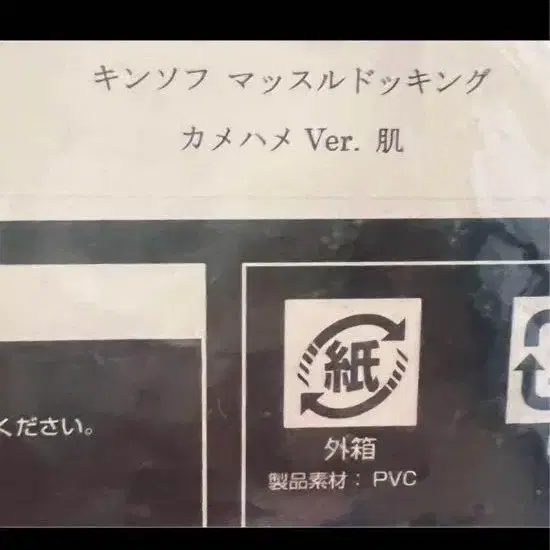 キンソフ マッスルドッキング
カメハメ Ver. 肌
ください。
紙
外箱
製品素材： PVC